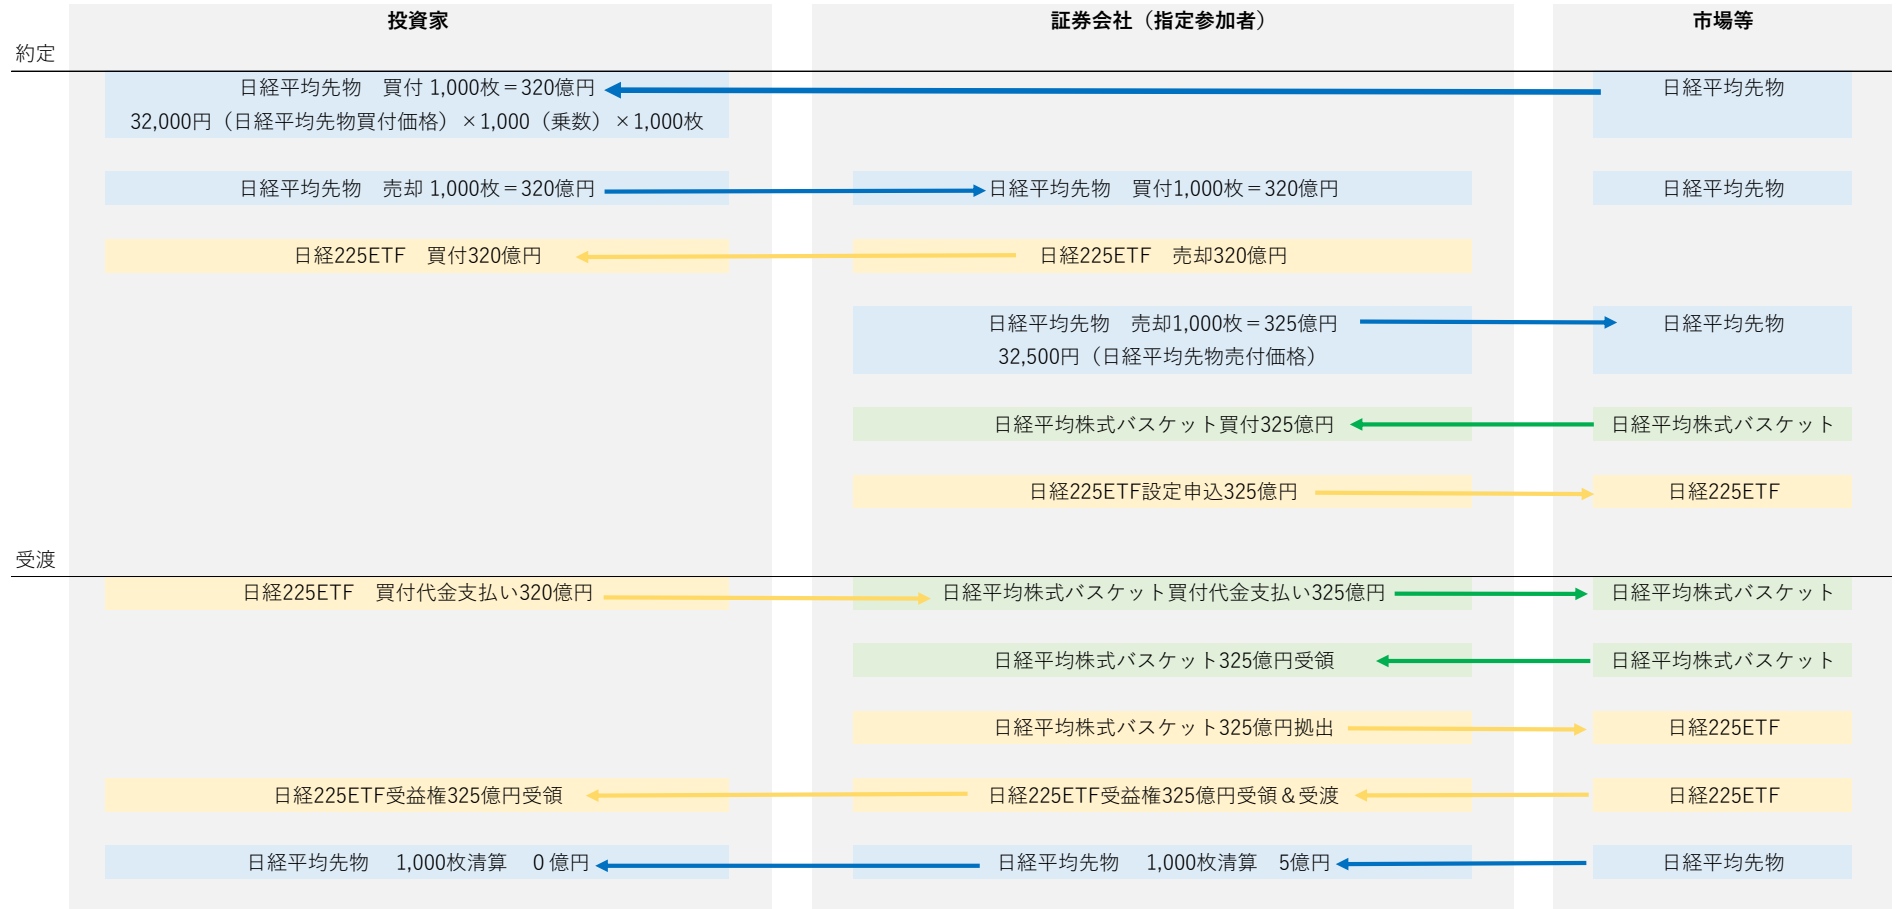 投資家
証券会社（指定参加者）
市場等
約定
日経平均先物　買付 1,000枚＝320億円
日経平均先物
32,000円（日経平均先物買付価格）×1,000（乗数）×1,000枚
日経平均先物　売却 1,000枚＝320億円
日経平均先物　買付1,000枚＝320億円
日経平均先物
日経225ETF　買付320億円
日経225ETF　売却320億円
日経平均先物　売却1,000枚＝325億円
日経平均先物
32,500円（日経平均先物売付価格）
日経平均株式バスケット買付325億円
日経平均株式バスケット
日経225ETF設定申込325億円
日経225ETF
受渡
日経225ETF　買付代金支払い320億円
日経平均株式バスケット買付代金支払い325億円
日経平均株式バスケット
日経平均株式バスケット325億円受領
日経平均株式バスケット
日経平均株式バスケット325億円拠出
日経225ETF
日経225ETF受益権325億円受領
日経225ETF受益権325億円受領＆受渡
日経225ETF
日経平均先物　1,000枚清算　０億円
日経平均先物　1,000枚清算　5億円
日経平均先物